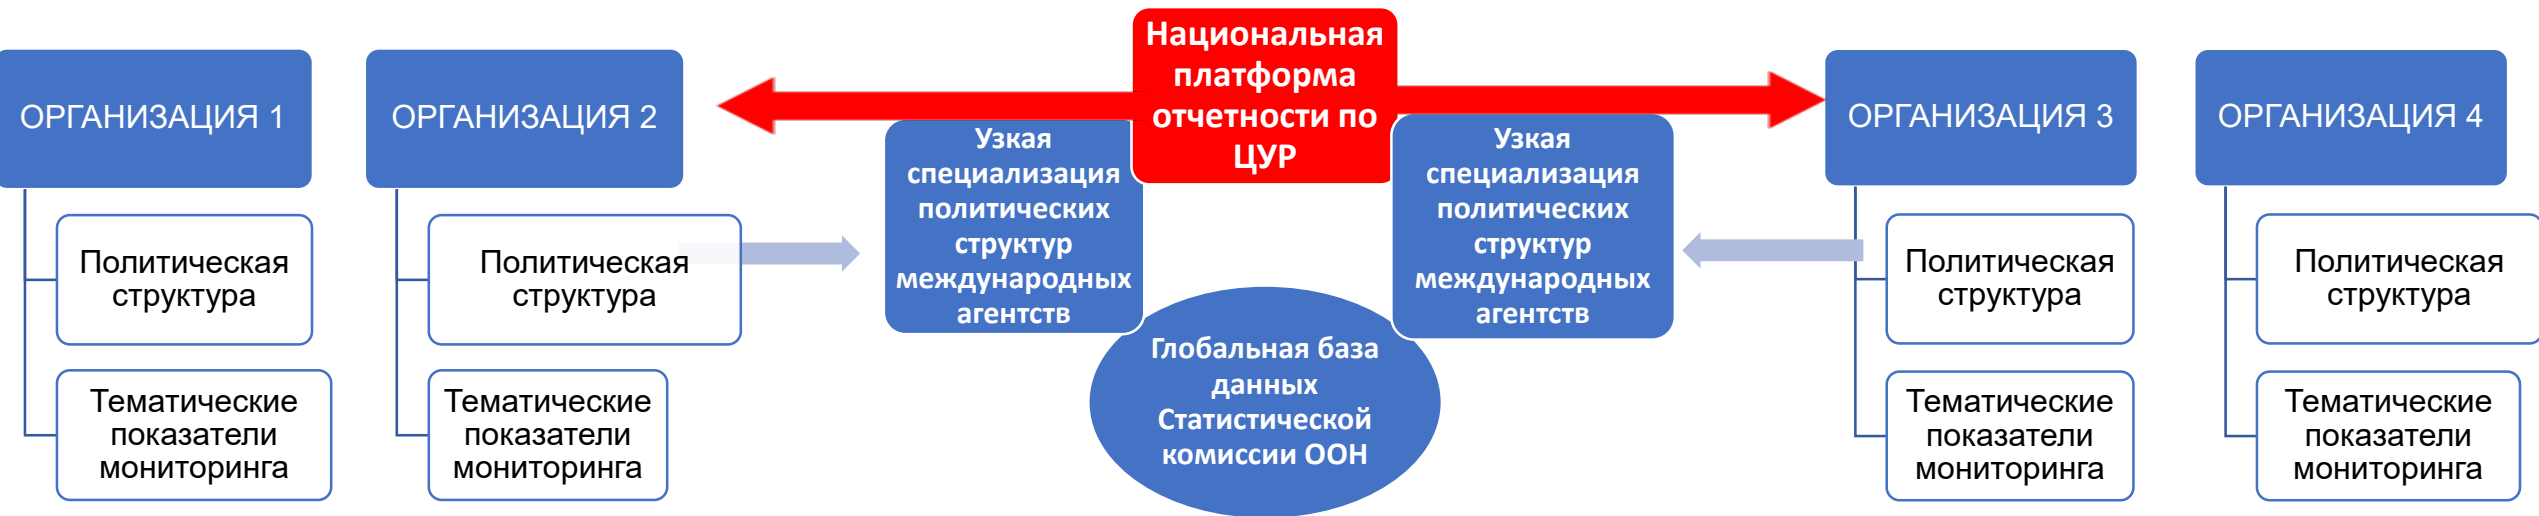 ОРГАНИЗАЦИЯ 1
Политическая
структура
Тематические
показатели
мониторинга
ОРГАНИЗАЦИЯ 2
Политическая
структура
Тематические
показатели
мониторинга
Национальная
платформа
отчетности по
ЦУР
Узкая
специализация
политических
структур
международных
агентств
Узкая
специализация
политических
структур
международных
агентств
Глобальная база
данных
Статистической
комиссии ООН
ОРГАНИЗАЦИЯ 3
Политическая
структура
Тематические
показатели
мониторинга
ОРГАНИЗАЦИЯ 4
Политическая
структура
Тематические
показатели
мониторинга